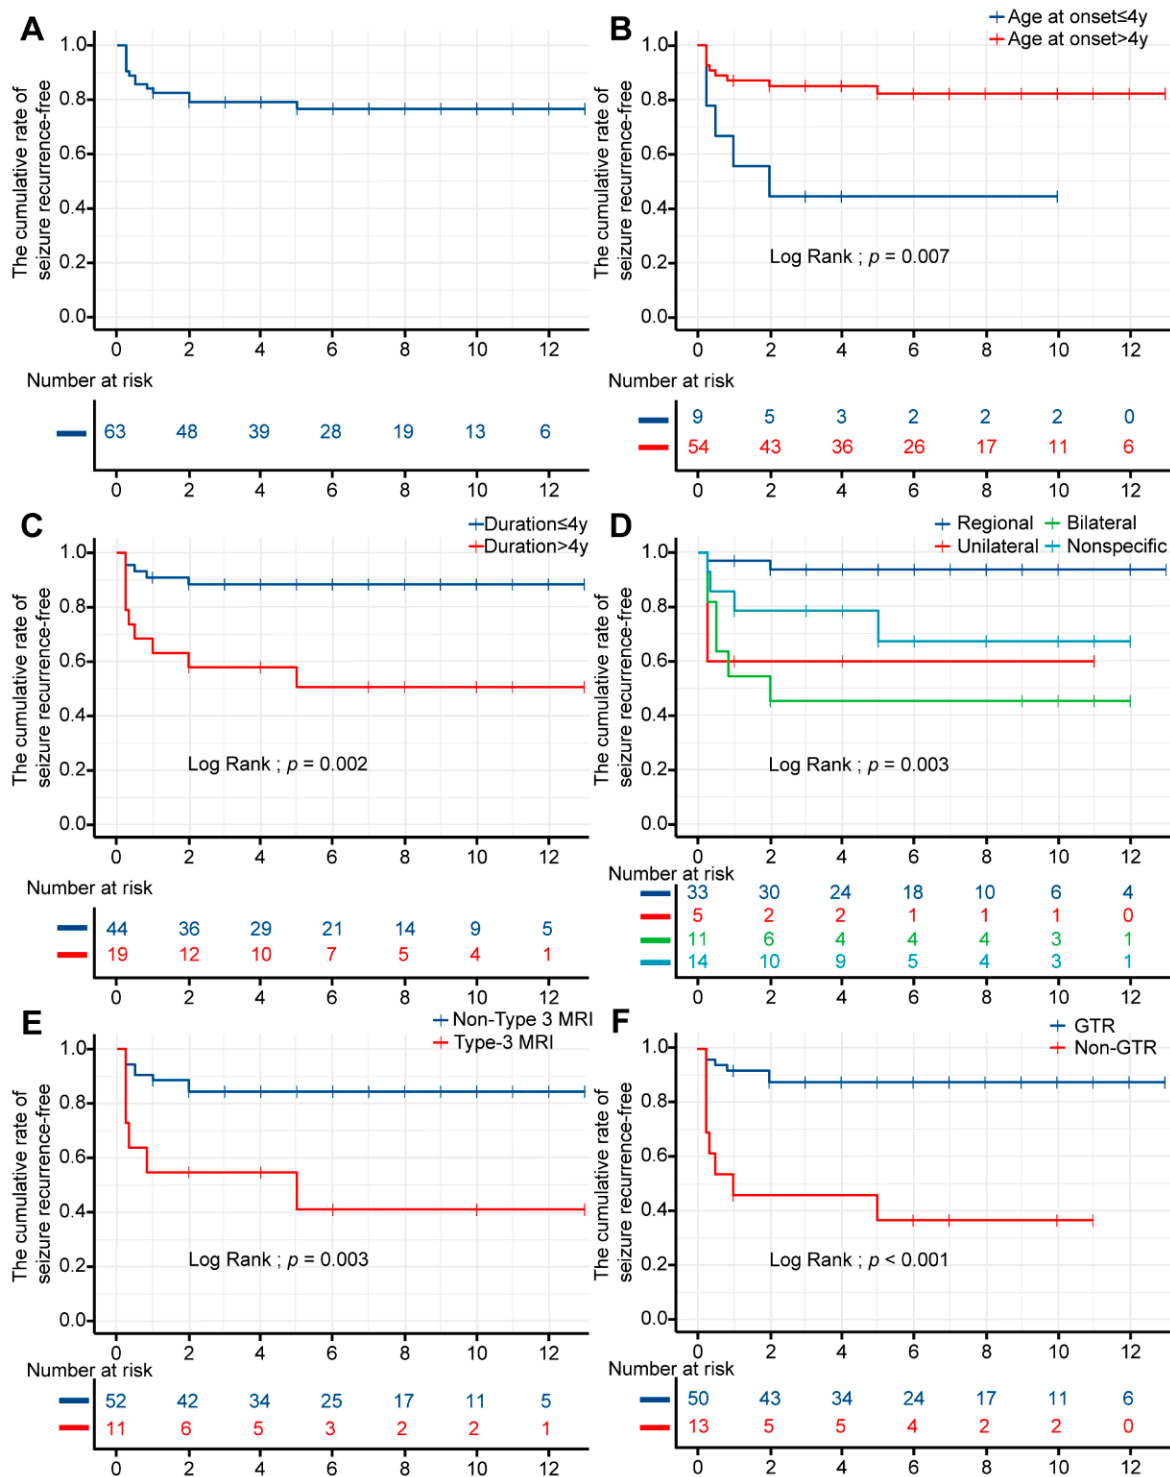 A
The cumulative rate of
seizure recurrence-free
1.0
0.8
0.6
0.4
0.2
0.0
0 2 4 6 8 10 12
Number at risk
63 48 39 28 19 13 6
0 2 4 6 8 10 12
B
Age at onset≤4y
Age at onset>4y
The cumulative rate of
seizure recurrence-free
1.0
0.8
0.6
0.4
0.2
0.0
Log Rank ; p = 0.007
0 2 4 6 8 10 12
9 5 3 2 2 2 0
54 43 36 26 17 11 6
0 2 4 6 8 10 12
C
Duration≤4y
Duration>4y
The cumulative rate of
seizure recurrence-free
1.0
0.8
0.6
0.4
0.2
0.0
Log Rank ; p = 0.002
0 2 4 6 8 10 12
Number at risk
44 36 29 21 14 9 5
19 12 10 7 5 4 1
0 2 4 6 8 10 12
D
Regional Bilateral
Unilateral Nonspecific
The cumulative rate of
seizure recurrence-free
1.0
0.8
0.6
0.4
0.2
0.0
Log Rank ; p = 0.003
0 2 4 6 8 10 12
Number at risk
33 30 24 18 10 6 4
5 2 2 1 1 1 0
11 6 4 4 4 3 1
14 10 9 5 4 3 1
0 2 4 6 8 10 12
E
Non-Type 3 MRI
Type-3 MRI
The cumulative rate of
seizure recurrence-free
1.0
0.8
0.6
0.4
0.2
0.0
Log Rank ; p = 0.003
0 2 4 6 8 10 12
Number at risk
52 42 34 25 17 11 5
11 6 5 3 2 2 1
0 2 4 6 8 10 12
F
GTR
Non-GTR
The cumulative rate of
seizure recurrence-free
1.0
0.8
0.6
0.4
0.2
0.0
Log Rank ; p < 0.001
0 2 4 6 8 10 12
Number at risk
50 43 34 24 17 11 6
13 5 5 4 2 2 0
0 2 4 6 8 10 12